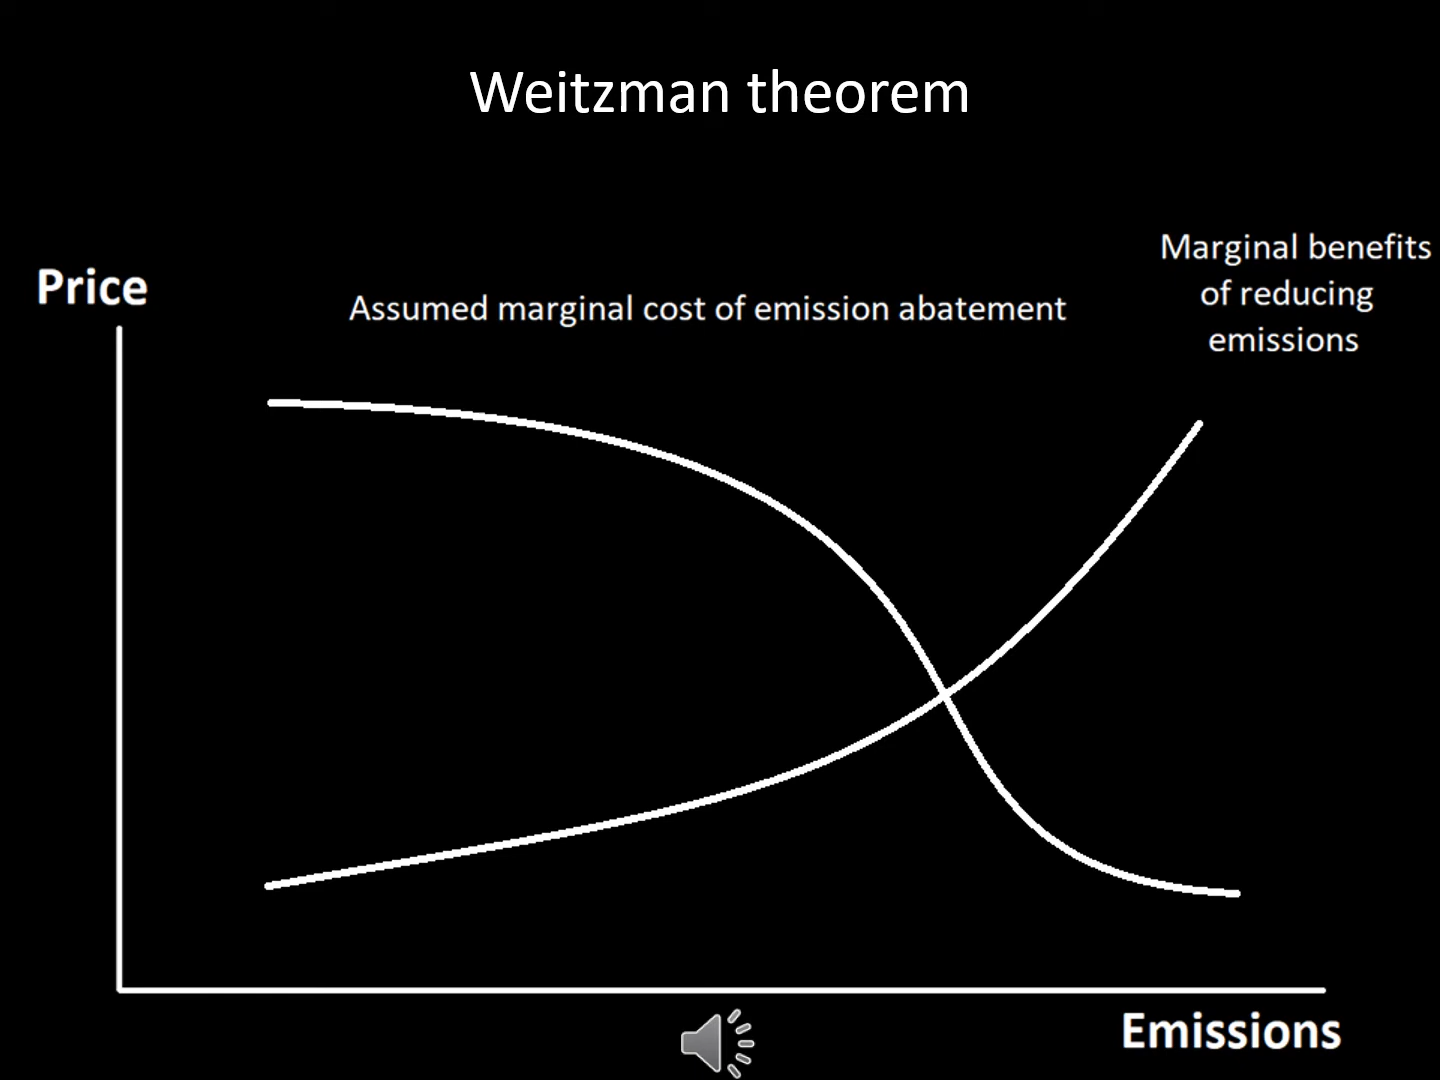 Weitzman theorem
Marginal benefits
of reducing
emissions
Price
Assumed marginal cost of emission abatement
Emissions